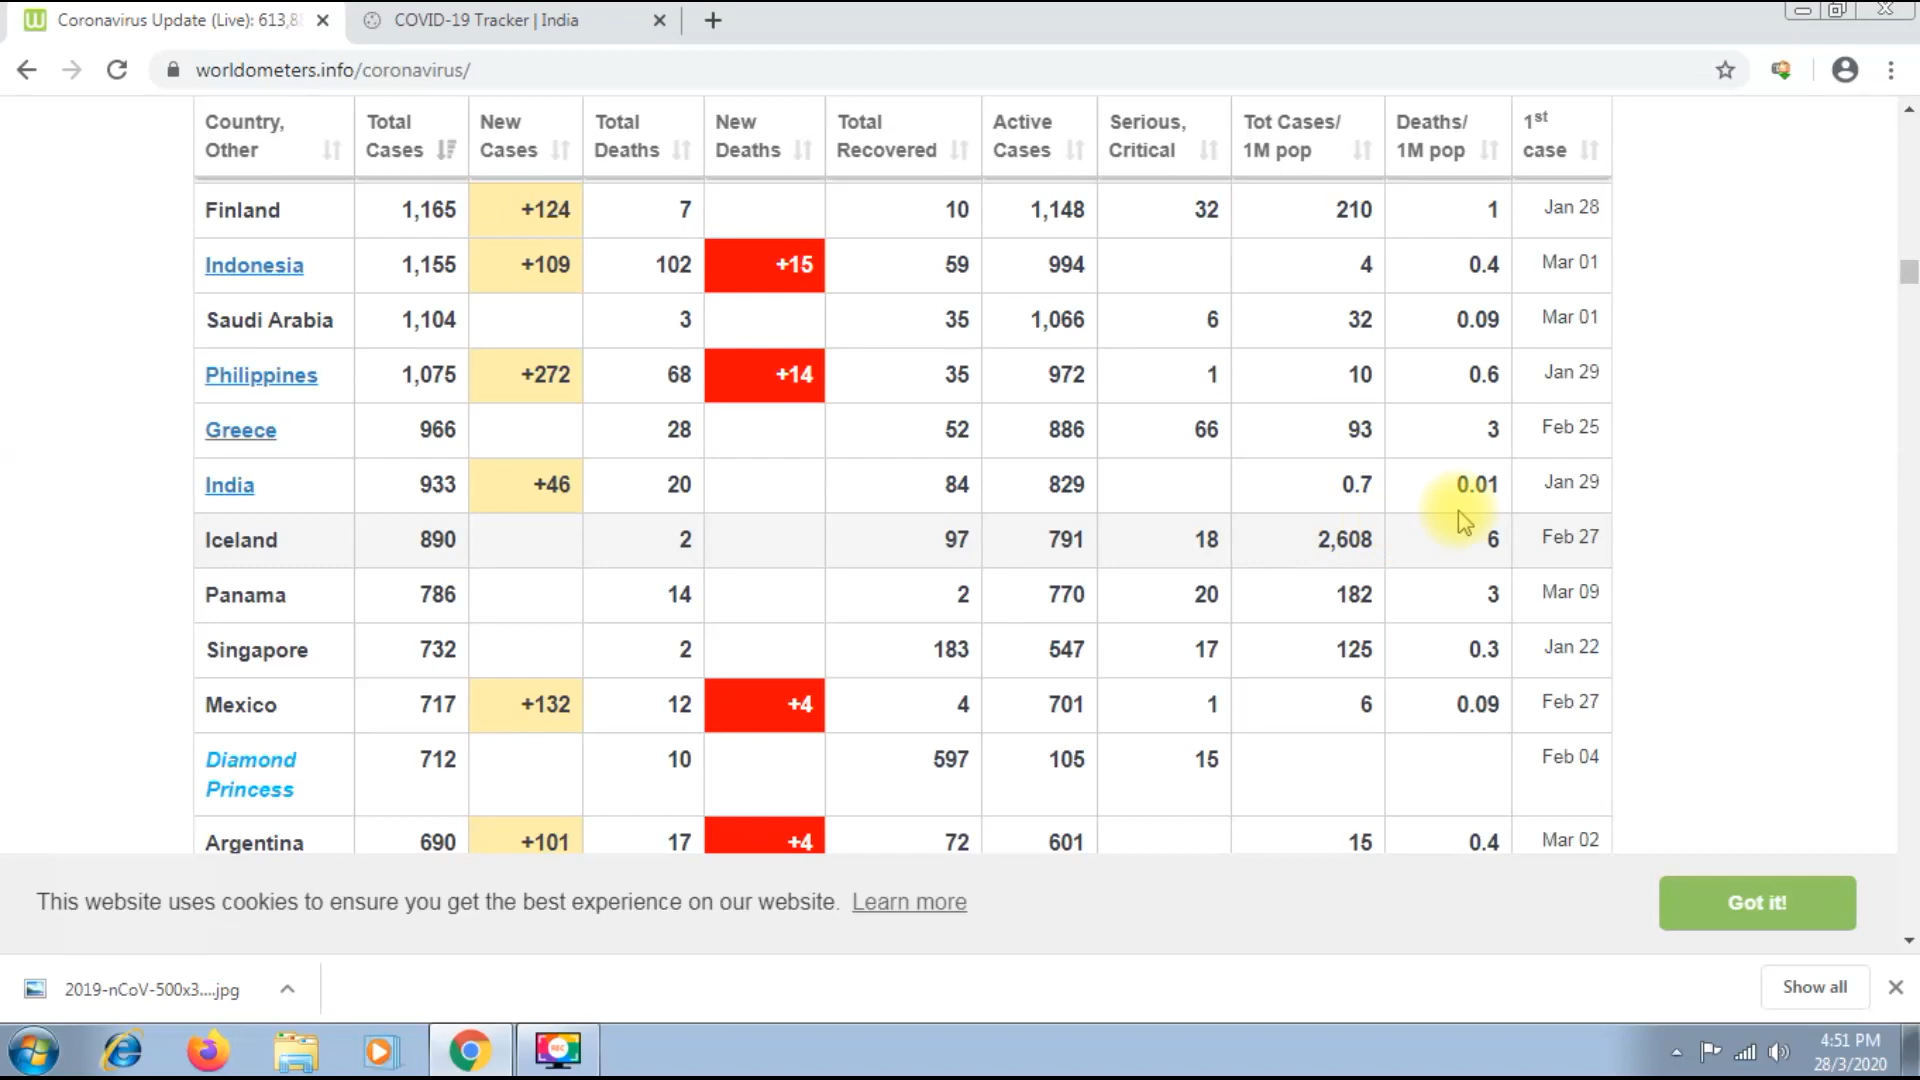 Coronavirus Update (Live): 613,8
COVID-19 Tracker | India
worldometers.info/coronavirus/
Country, Other Total Cases New Cases Total Deaths New Deaths Total Recovered Active Cases Serious, Critical Tot Cases/ 1M pop Deaths/ 1M pop 1st case
Finland 1,165 +124 7 10 1,148 32 210 1 Jan 28
Indonesia 1,155 +109 102 +15 59 994 4 0.4 Mar 01
Saudi Arabia 1,104 3 35 1,066 6 32 0.09 Mar 01
Philippines 1,075 +272 68 +14 35 972 1 10 0.6 Jan 29
Greece 966 28 52 886 66 93 3 Feb 25
India 933 +46 20 84 829 0.7 0.01 Jan 29
Iceland 890 2 97 791 18 2,608 6 Feb 27
Panama 786 14 2 770 20 182 3 Mar 09
Singapore 732 2 183 547 17 125 0.3 Jan 22
Mexico 717 +132 12 +4 4 701 1 6 0.09 Feb 27
Diamond Princess 712 10 597 105 15 Feb 04
Argentina 690 +101 17 +4 72 601 15 0.4 Mar 02
This website uses cookies to ensure you get the best experience on our website. Learn more
Got it!
2019-nCoV-500x3....jpg
Show all
REC
4:51 PM
28/3/2020